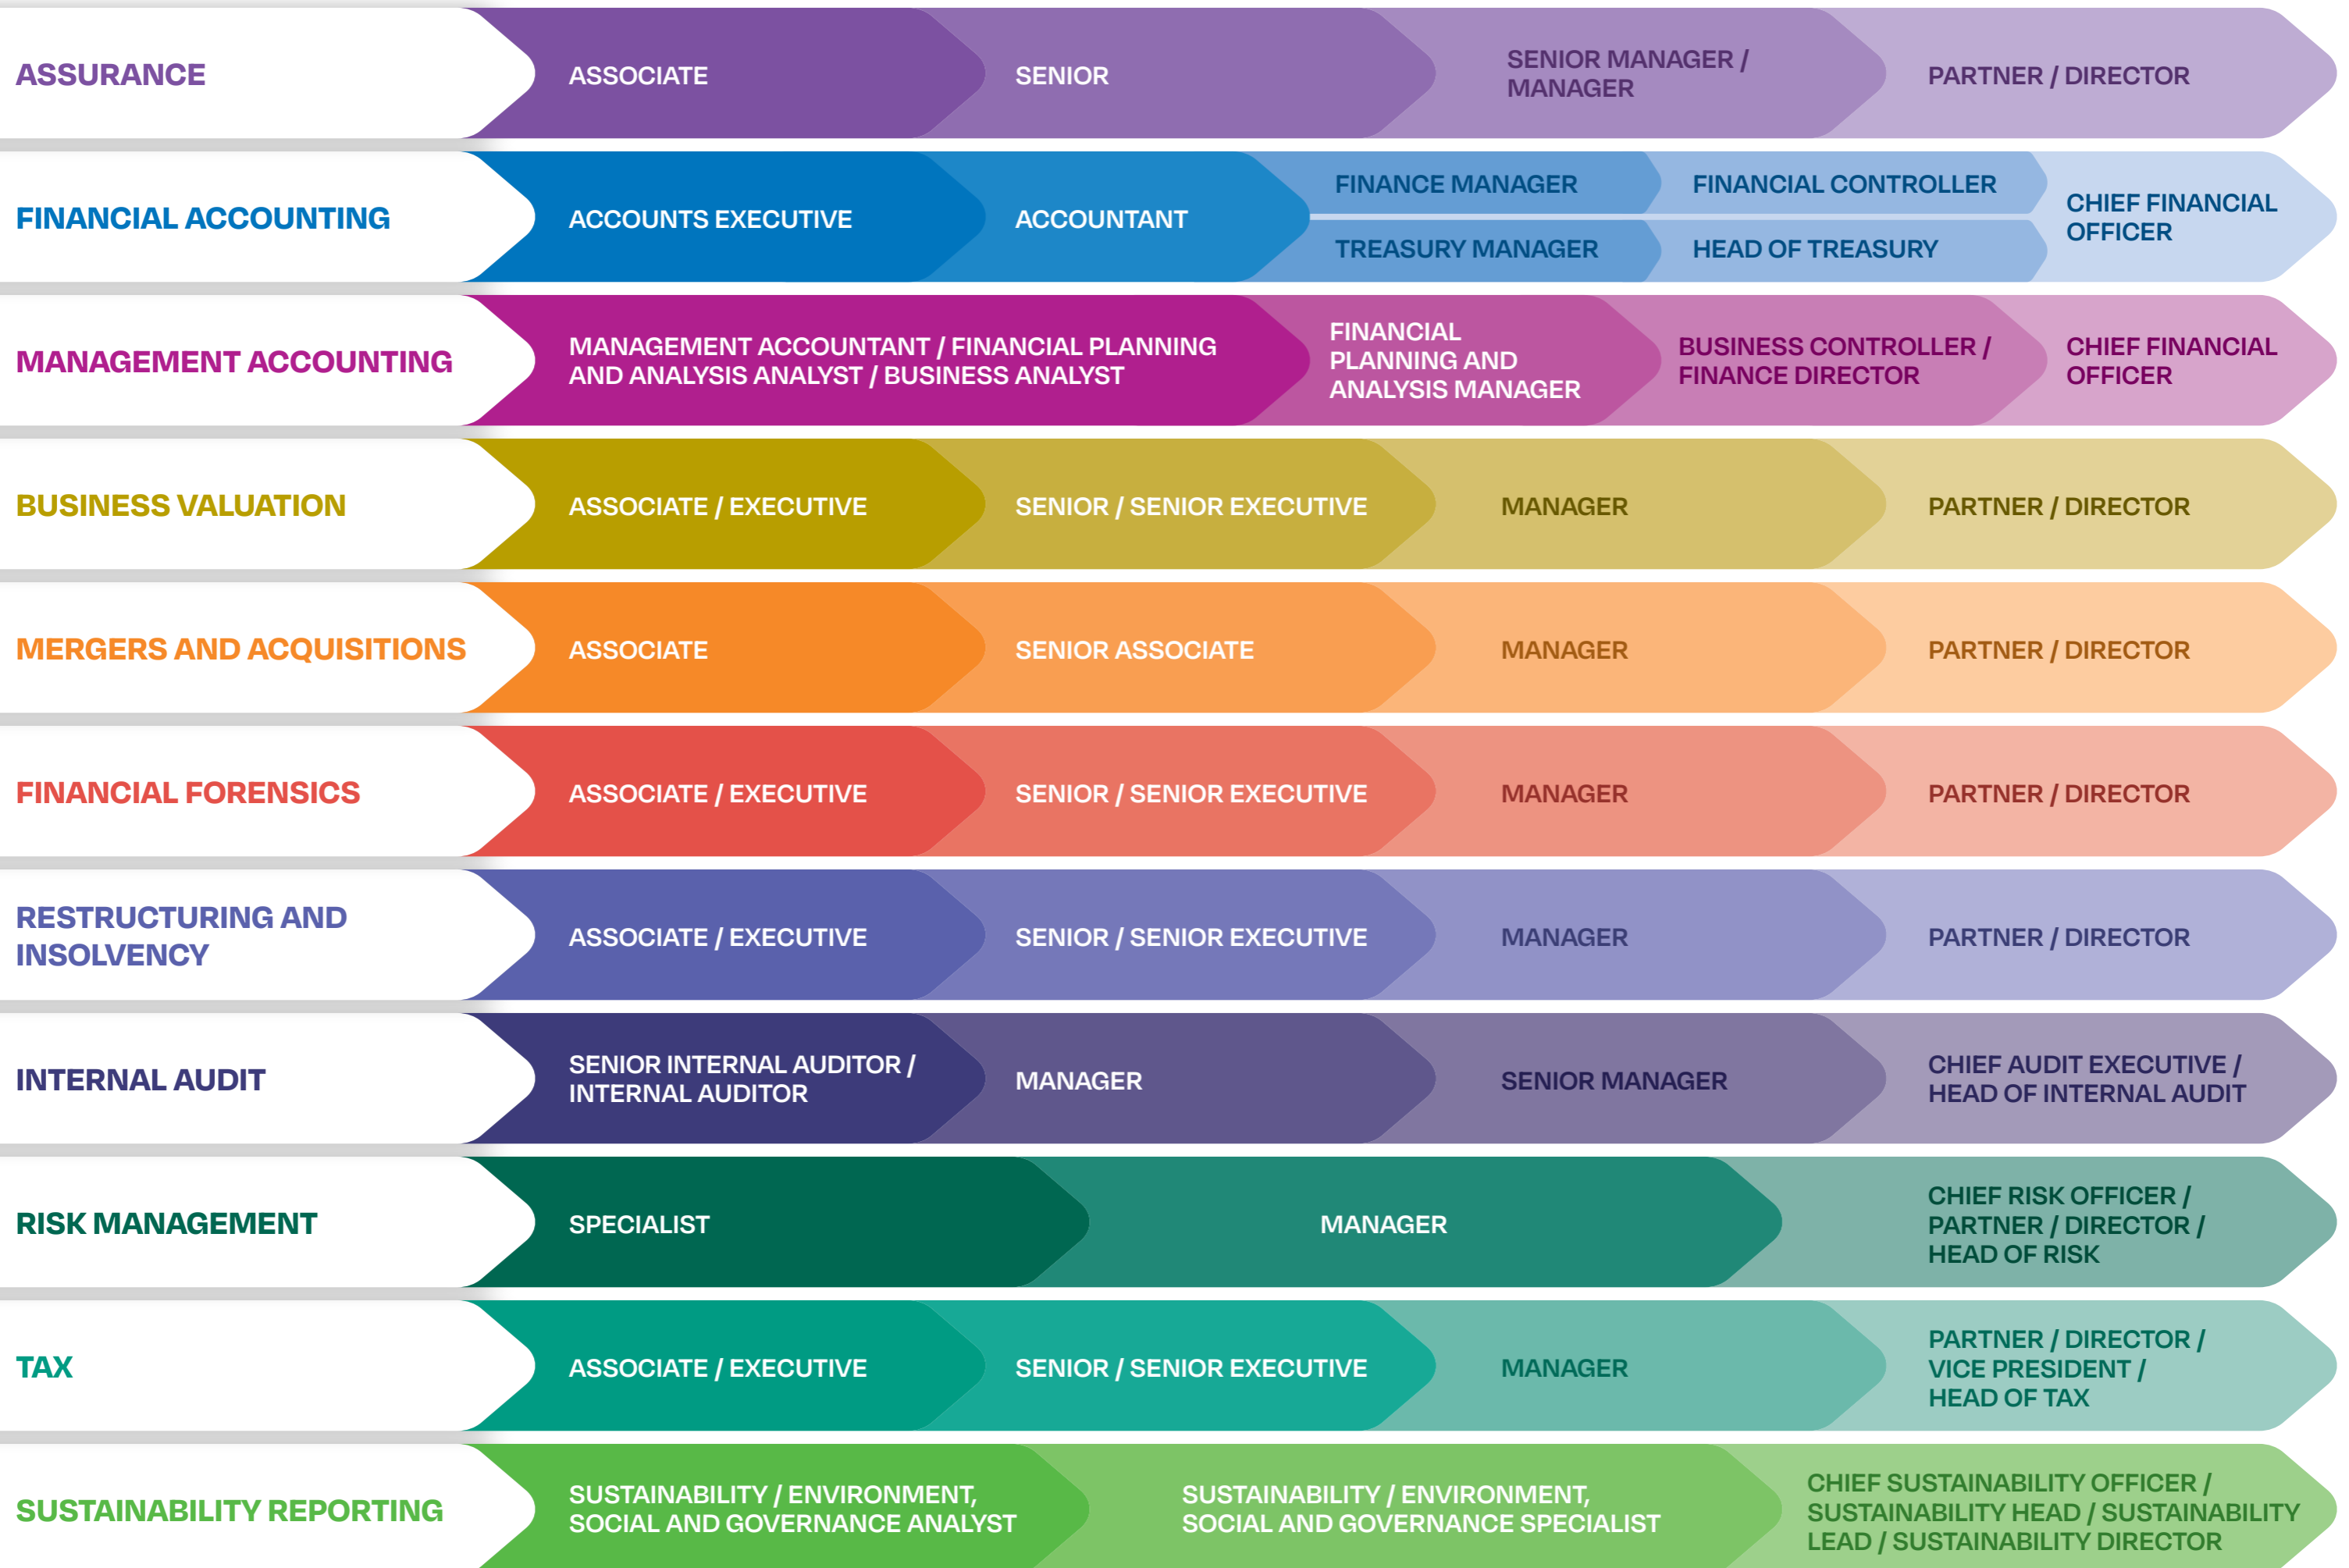 ASSURANCE
ASSOCIATE
SENIOR
SENIOR MANAGER /
MANAGER
PARTNER / DIRECTOR
FINANCIAL ACCOUNTING
ACCOUNTS EXECUTIVE
ACCOUNTANT
FINANCE MANAGER
FINANCIAL CONTROLLER
TREASURY MANAGER
HEAD OF TREASURY
CHIEF FINANCIAL
OFFICER
MANAGEMENT ACCOUNTING
MANAGEMENT ACCOUNTANT / FINANCIAL PLANNING
AND ANALYSIS ANALYST / BUSINESS ANALYST
FINANCIAL
PLANNING AND
ANALYSIS MANAGER
BUSINESS CONTROLLER /
FINANCE DIRECTOR
CHIEF FINANCIAL
OFFICER
BUSINESS VALUATION
ASSOCIATE / EXECUTIVE
SENIOR / SENIOR EXECUTIVE
MANAGER
PARTNER / DIRECTOR
MERGERS AND ACQUISITIONS
ASSOCIATE
SENIOR ASSOCIATE
MANAGER
PARTNER / DIRECTOR
FINANCIAL FORENSICS
ASSOCIATE / EXECUTIVE
SENIOR / SENIOR EXECUTIVE
MANAGER
PARTNER / DIRECTOR
RESTRUCTURING AND
INSOLVENCY
ASSOCIATE / EXECUTIVE
SENIOR / SENIOR EXECUTIVE
MANAGER
PARTNER / DIRECTOR
INTERNAL AUDIT
SENIOR INTERNAL AUDITOR /
INTERNAL AUDITOR
MANAGER
SENIOR MANAGER
CHIEF AUDIT EXECUTIVE /
HEAD OF INTERNAL AUDIT
RISK MANAGEMENT
SPECIALIST
MANAGER
CHIEF RISK OFFICER /
PARTNER / DIRECTOR /
HEAD OF RISK
TAX
ASSOCIATE / EXECUTIVE
SENIOR / SENIOR EXECUTIVE
MANAGER
PARTNER / DIRECTOR /
VICE PRESIDENT /
HEAD OF TAX
SUSTAINABILITY REPORTING
SUSTAINABILITY / ENVIRONMENT,
SOCIAL AND GOVERNANCE ANALYST
SUSTAINABILITY / ENVIRONMENT,
SOCIAL AND GOVERNANCE SPECIALIST
CHIEF SUSTAINABILITY OFFICER /
SUSTAINABILITY HEAD / SUSTAINABILITY
LEAD / SUSTAINABILITY DIRECTOR